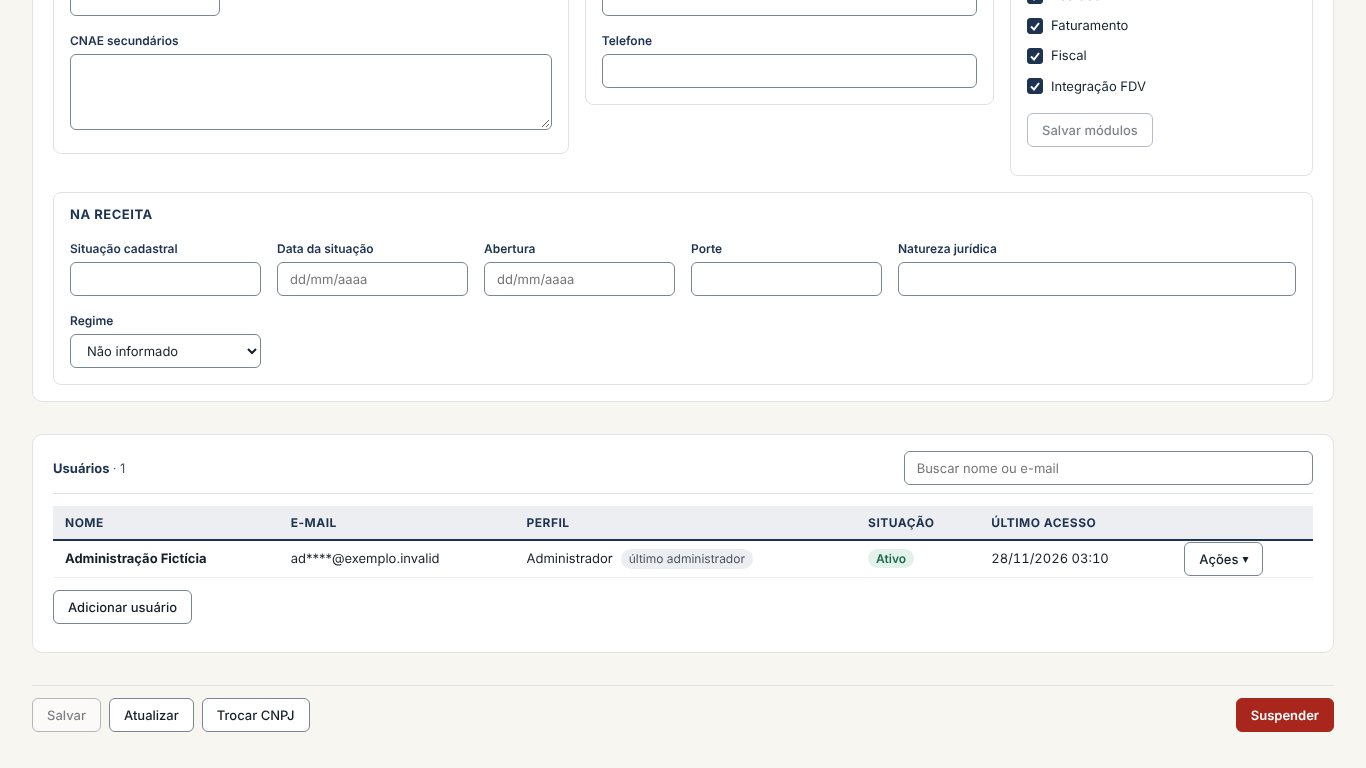 CNAE secundários
Telefone
Faturamento
Fiscal
Integração FDV
Salvar módulos
NA RECEITA
Situação cadastral
Data da situação
Abertura
Porte
Natureza jurídica
dd/mm/aaaa
dd/mm/aaaa
Regime
Não informado
Usuários · 1
Buscar nome ou e-mail
NOME E-MAIL PERFIL SITUAÇÃO ÚLTIMO ACESSO
Administração Fictícia ad****@exemplo.invalid Administrador último administrador Ativo 28/11/2026 03:10 Ações ▾
Adicionar usuário
Salvar Atualizar Trocar CNPJ Suspender